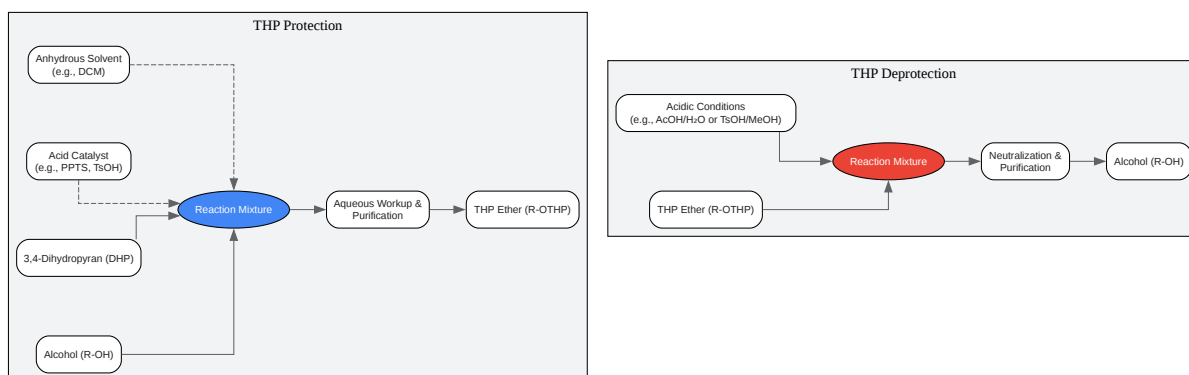 THP Protection
Anhydrous Solvent
(e.g., DCM)
Acid Catalyst
(e.g., PPTS, TsOH)
Reaction Mixture
Aqueous Workup &
Purification
THP Ether (R-OTHP)
3,4-Dihydropyran (DHP)
Alcohol (R-OH)
THP Deprotection
Acidic Conditions
(e.g., AcOH/H₂O or TsOH/MeOH)
Reaction Mixture
Neutralization &
Purification
Alcohol (R-OH)
THP Ether (R-OTHP)